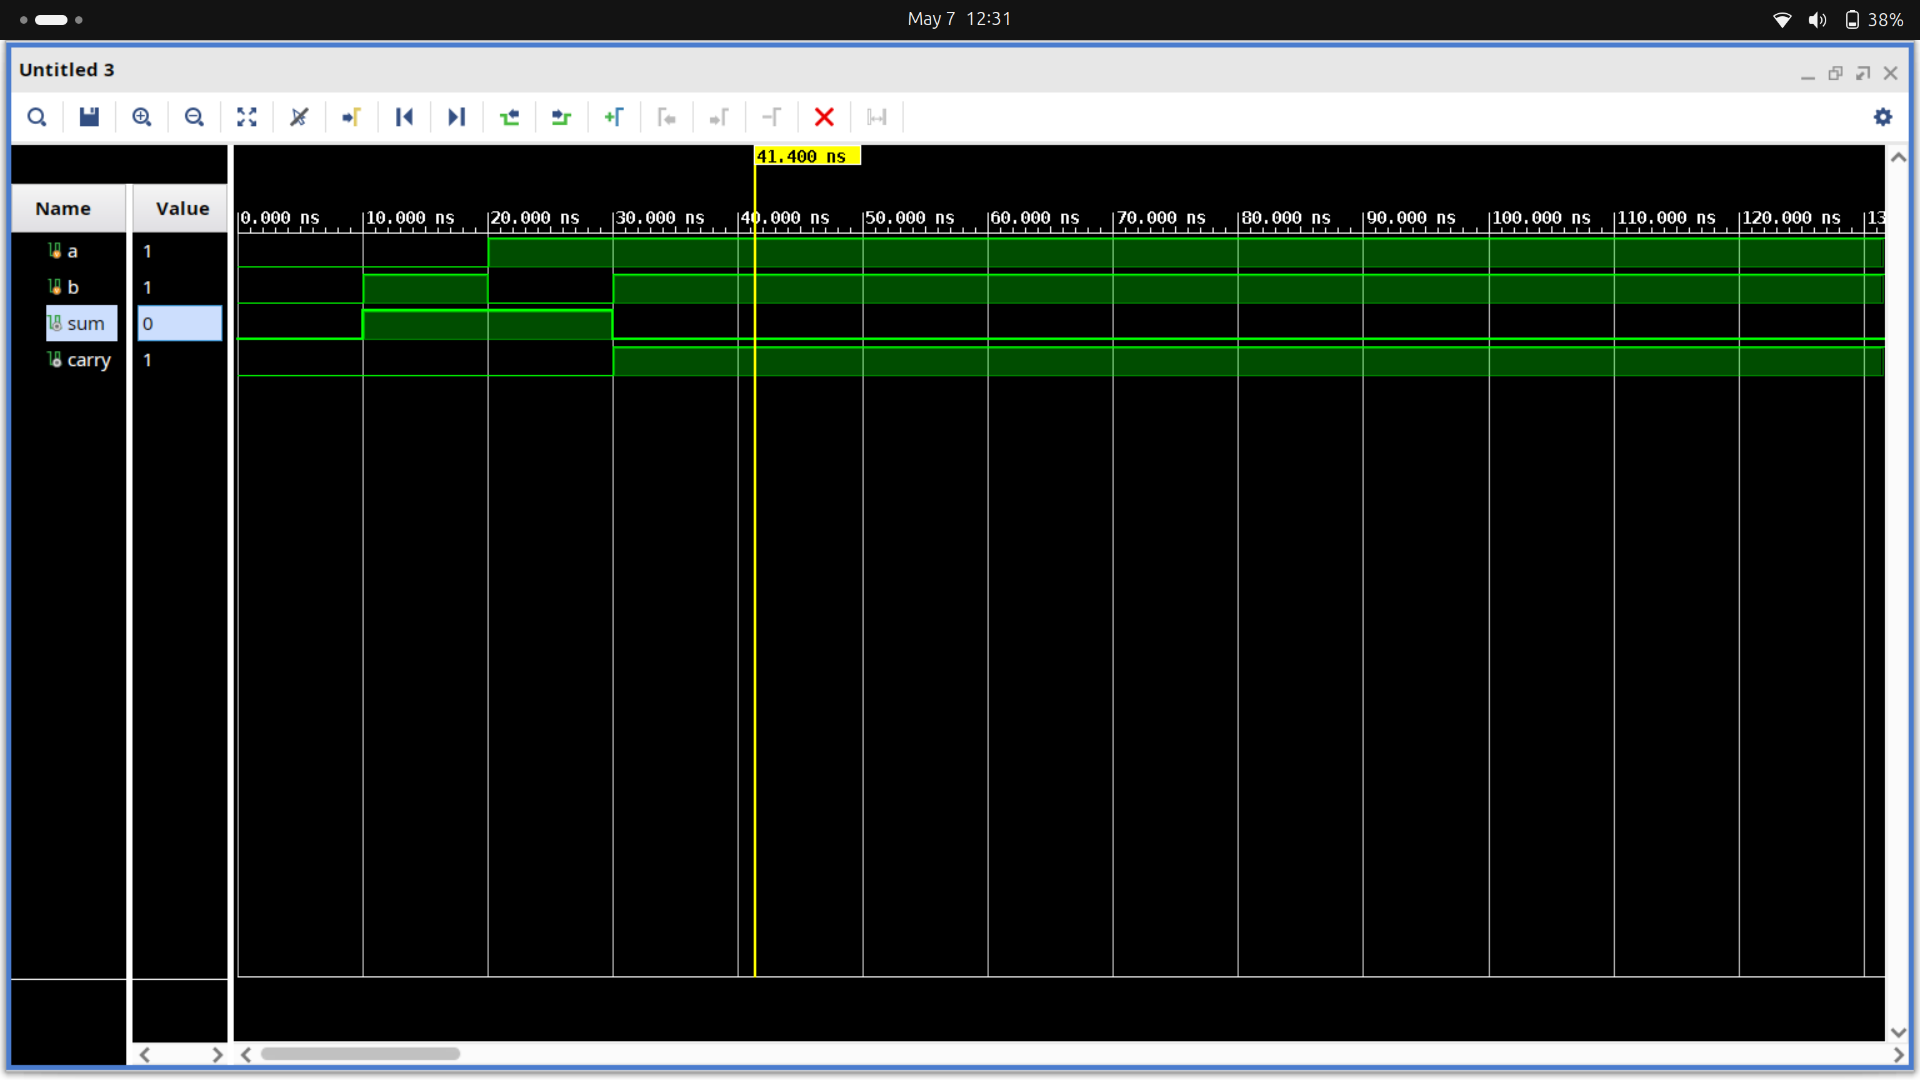 May 7 12:31
38%
Untitled 3
41.400 ns
Name Value
0.000 ns 10.000 ns 20.000 ns 30.000 ns 40.000 ns 50.000 ns 60.000 ns 70.000 ns 80.000 ns 90.000 ns 100.000 ns 110.000 ns 120.000 ns 13
a 1
b 1
sum 0
carry 1